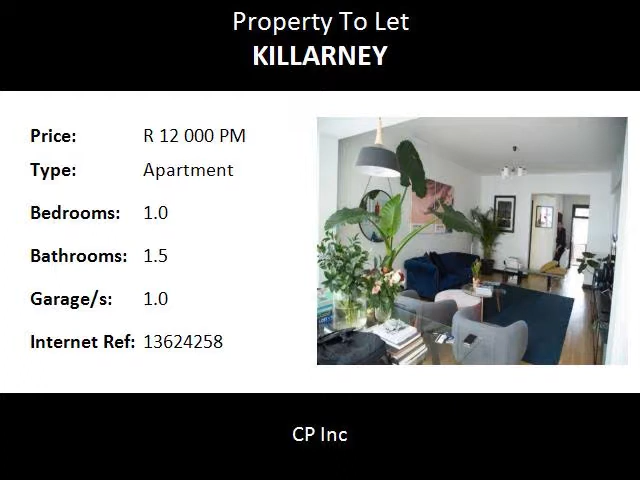 Property To Let
KILLARNEY
Price: R 12 000 PM
Type: Apartment
Bedrooms: 1.0
Bathrooms: 1.5
Garage/s: 1.0
Internet Ref: 13624258
CP Inc